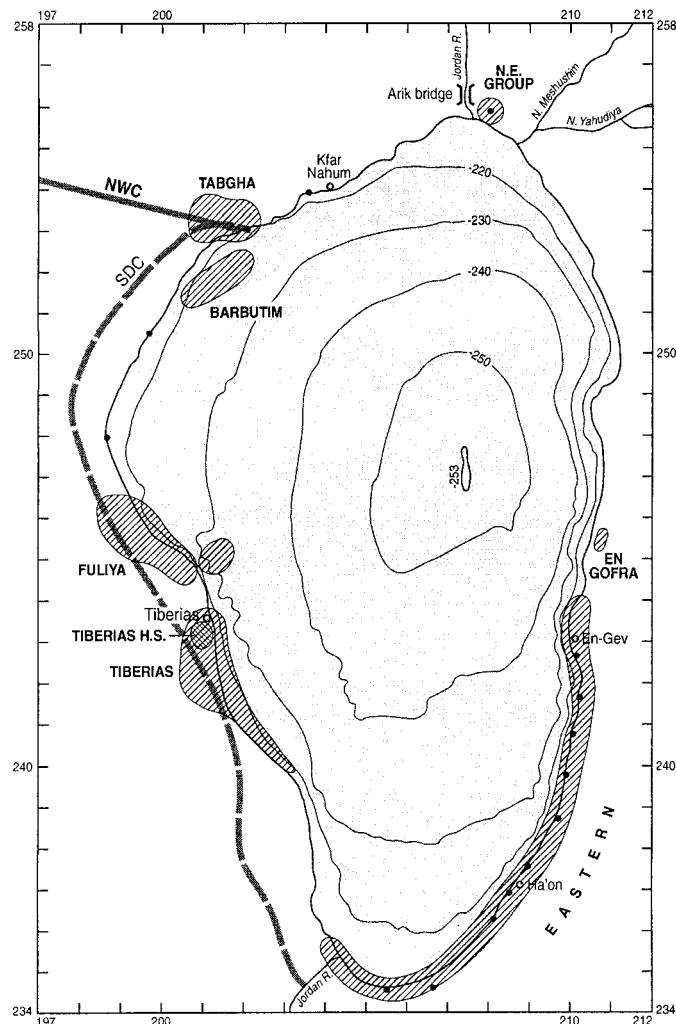 197
200
210
212
258
258
Jordan R.
N.E.
GROUP
Arik bridge
N. Meshushim
N. Yahudiya
Kfar
Nahum
-220
NWC
TABGHA
-230
SDC
-240
BARBUTIM
250
-250
250
-253
EN
GOFRA
FULIYA
Tiberias
TIBERIAS H.S.
En-Gev
TIBERIAS
240
240
EASTERN
Ha'on
Jordan R.
234
234
197
200
210
212